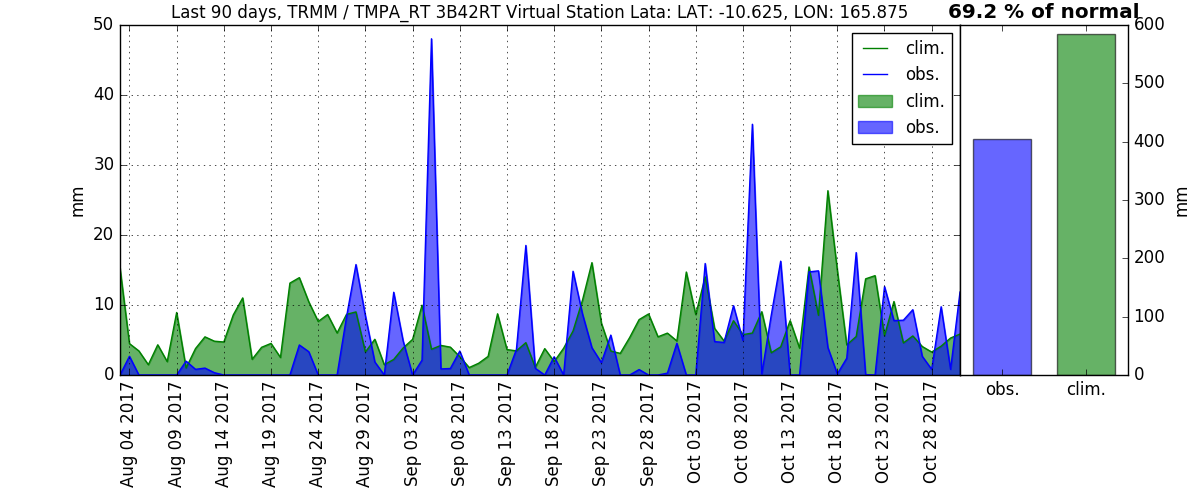 Last 90 days, TRMM / TMPA_RT 3B42RT Virtual Station Lata: LAT: -10.625, LON: 165.875
69.2 % of normal
50
40
30
20
10
0
mm
clim.
obs.
clim.
obs.
600
500
400
300
200
100
0
mm
Aug 04 2017
Aug 09 2017
Aug 14 2017
Aug 19 2017
Aug 24 2017
Aug 29 2017
Sep 03 2017
Sep 08 2017
Sep 13 2017
Sep 18 2017
Sep 23 2017
Sep 28 2017
Oct 03 2017
Oct 08 2017
Oct 13 2017
Oct 18 2017
Oct 23 2017
Oct 28 2017
obs.
clim.